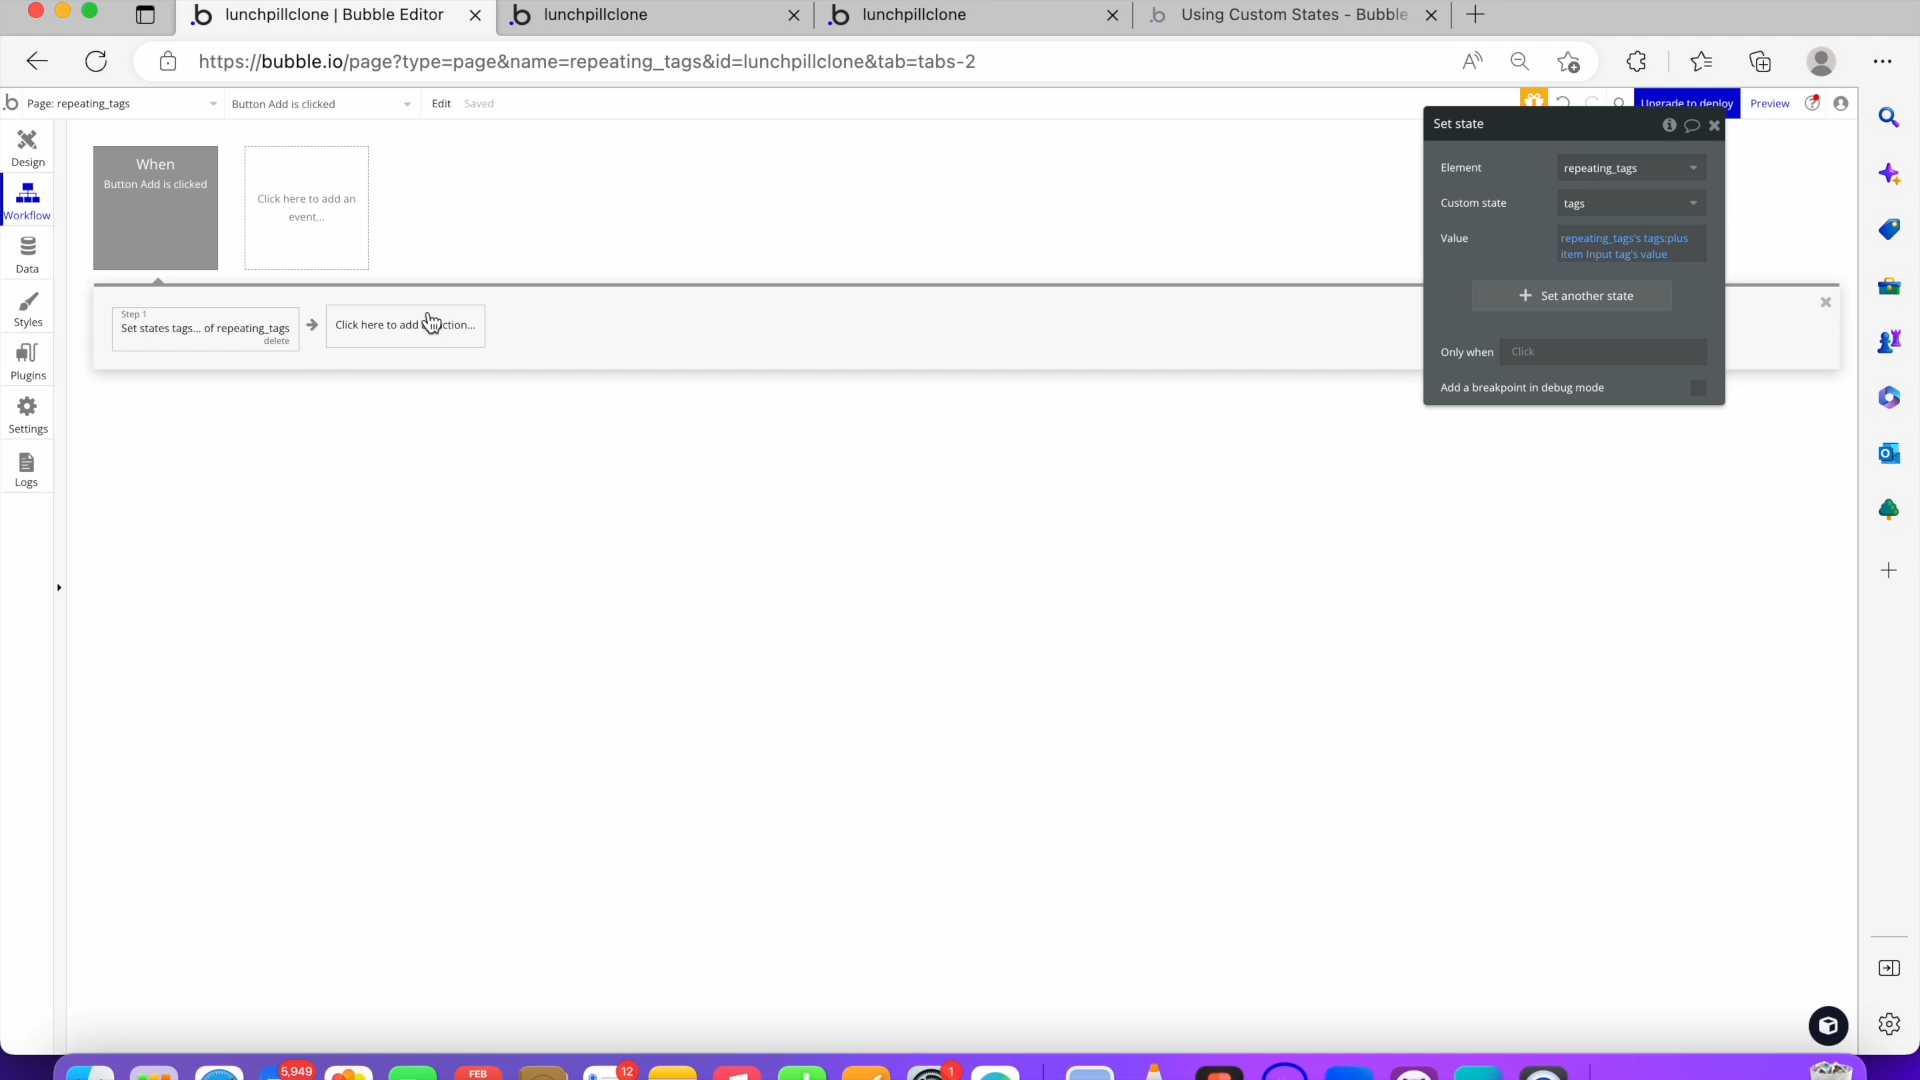 lunchpillclone | Bubble Editor
lunchpillclone
lunchpillclone
Using Custom States - Bubble
https://bubble.io/page?type=page&name=repeating_tags&id=lunchpillclone&tab=tabs-2
Page: repeating_tags
Button Add is clicked
Edit
Saved
Upgrade to deploy
Preview
Design
Workflow
Data
Styles
Plugins
Settings
Logs
When
Button Add is clicked
Click here to add an
event...
Step 1
Set states tags... of repeating_tags
delete
Click here to add
ction...
Set state
Element
repeating_tags
Custom state
tags
Value
repeating_tags's tags:plus
item Input tag's value
Set another state
Only when
Click
Add a breakpoint in debug mode
5,949
FEB
12
1